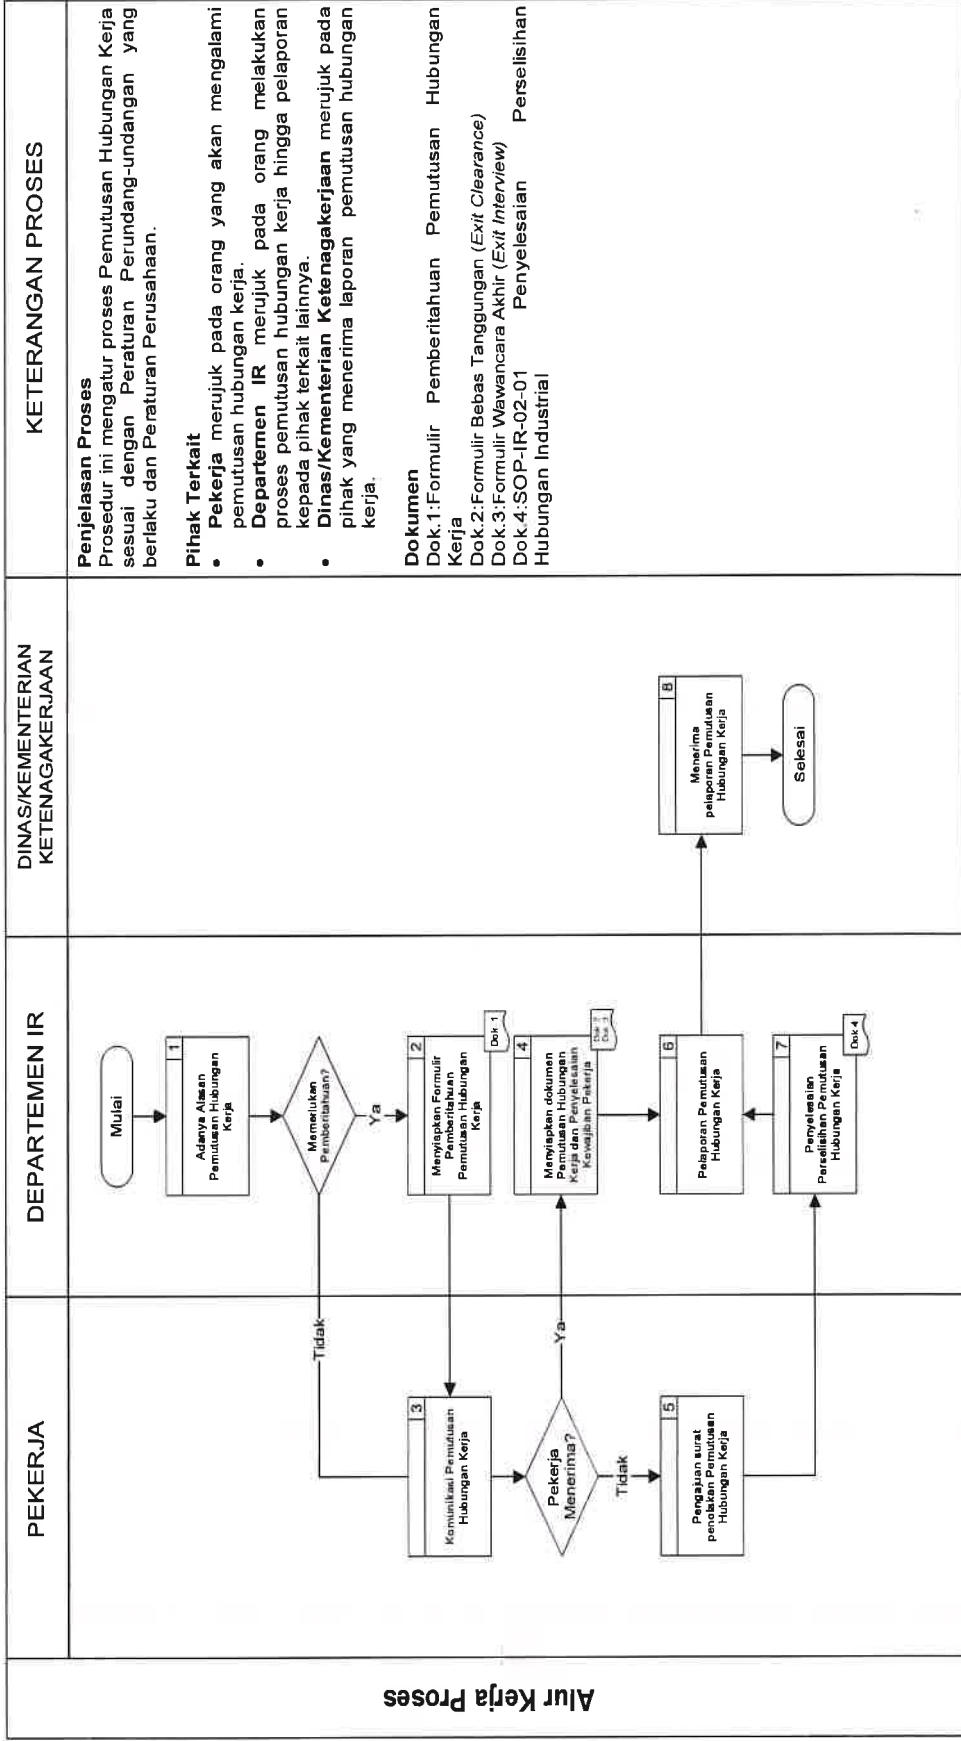 Alur Kerja Proses
PEKERJA
DEPARTEMEN IR
DINAS/KEMENTERIAN
KETENAGAKERJAAN
KETERANGAN PROSES
Mulai
1
Adanya Alasan
Pemutusan Hubungan
Kerja
Memerlukan
Pemberitahuan?
Tidak
Ya
2
Menyiapkan Formulir
Pemberitahuan
Pemutusan Hubungan
Kerja
Dok 1
3
Komunikasi Pemutusan
Hubungan Kerja
Pekerja
Menerima?
Ya
Tidak
4
Menyiapkan dokumen
Pemutusan Hubungan
Kerja dan Penyelesaian
Kewajiban Pekerja
Dok 2
Dok 3
5
Pengajuan surat
penolakan Pemutusan
Hubungan Kerja
6
Pelaporan Pemutusan
Hubungan Kerja
7
Penyelesaian
Perselisihan Pemutusan
Hubungan Kerja
Dok 4
8
Menerima
pelaporan Pemutusan
Hubungan Kerja
Selesai
Penjelasan Proses
Prosedur ini mengatur proses Pemutusan Hubungan Kerja
sesuai dengan Peraturan Perundang-undangan yang
berlaku dan Peraturan Perusahaan.
Pihak Terkait
• Pekerja merujuk pada orang yang akan mengalami
pemutusan hubungan kerja.
• Departemen IR merujuk pada orang melakukan
proses pemutusan hubungan kerja hingga pelaporan
kepada pihak terkait lainnya.
• Dinas/Kementerian Ketenagakerjaan merujuk pada
pihak yang menerima laporan pemutusan hubungan
kerja.
Dokumen
Dok.1:Formulir Pemberitahuan Pemutusan Hubungan
Kerja
Dok.2:Formulir Bebas Tanggungan (Exit Clearance)
Dok.3:Formulir Wawancara Akhir (Exit Interview)
Dok.4:SOP-IR-02-01 Penyelesaian Perselisihan
Hubungan Industrial